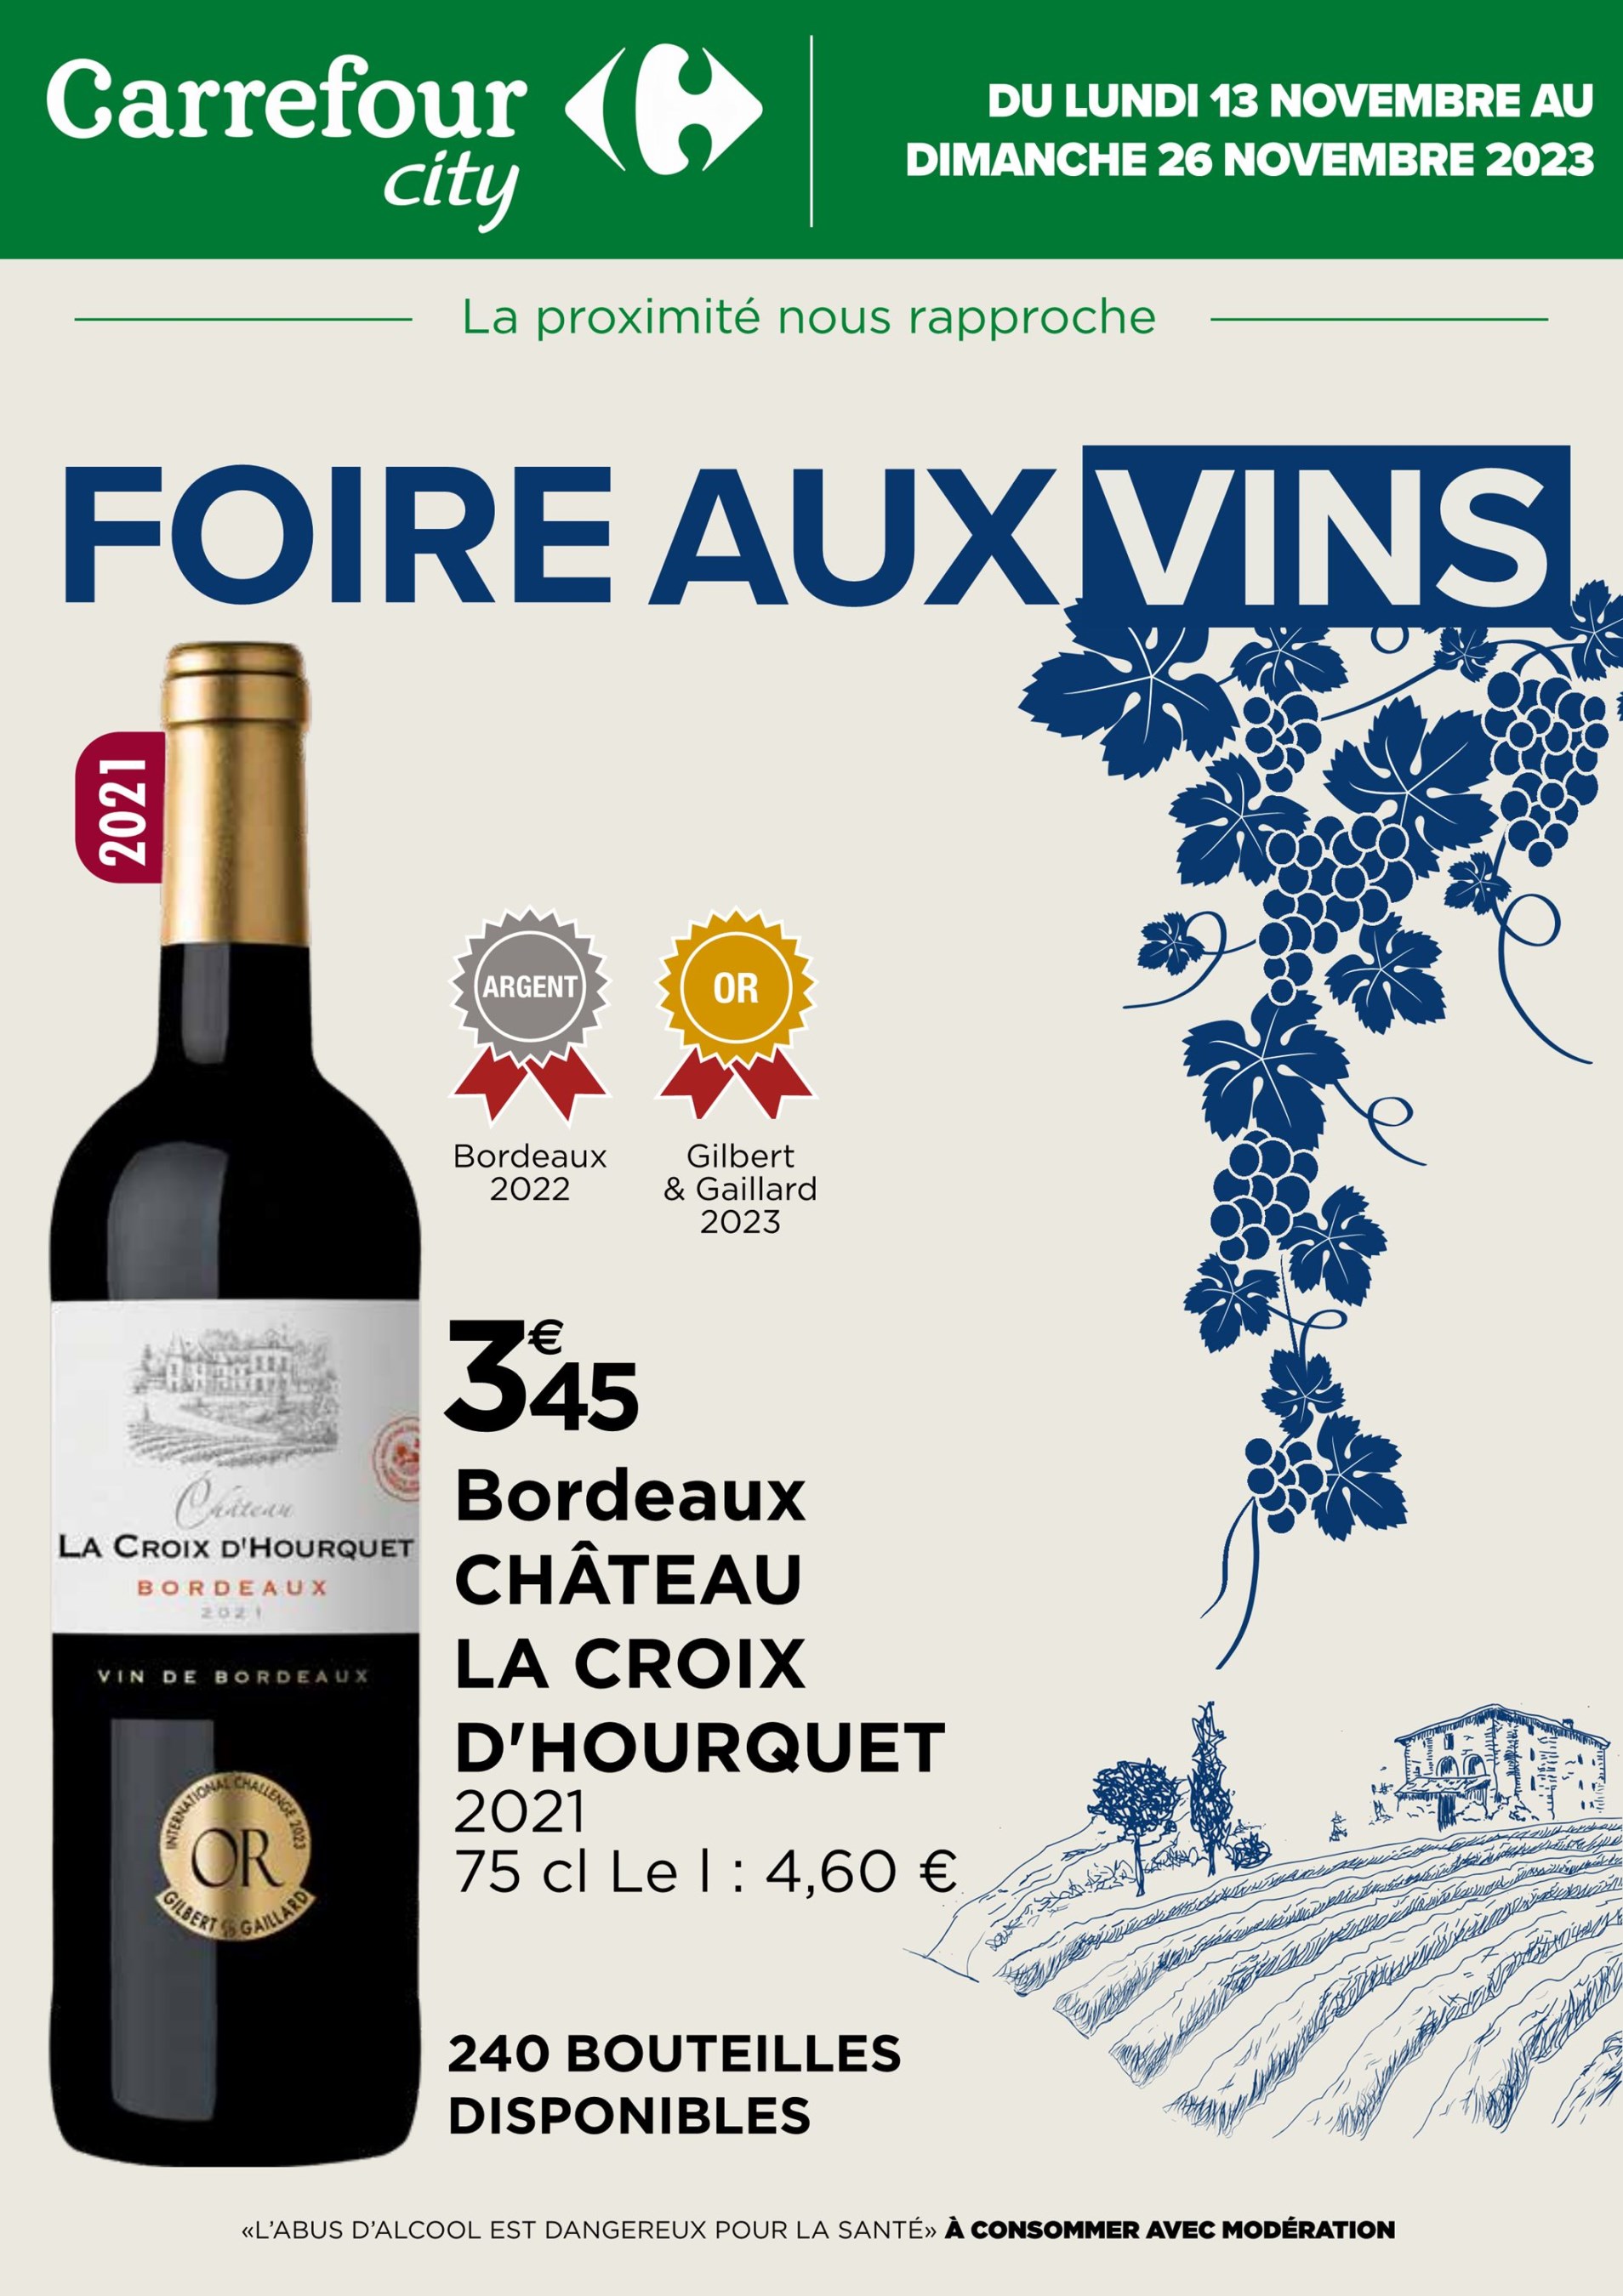 Carrefour
city
DU LUNDI 13 NOVEMBRE AU
DIMANCHE 26 NOVEMBRE 2023
La proximité nous rapproche
FOIRE AUX VINS
2021
ARGENT
OR
Bordeaux
2022
Gilbert
& Gaillard
2023
3€45
Bordeaux
CHÂTEAU
LA CROIX
D'HOURQUET
2021
75 cl Le l : 4,60 €
Château
LA CROIX D'HOURQUET
BORDEAUX
2021
VIN DE BORDEAUX
INTERNATIONAL CHALLENGE 2023
OR
GILBERT & GAILLARD
240 BOUTEILLES
DISPONIBLES
«L'ABUS D'ALCOOL EST DANGEREUX POUR LA SANTÉ» À CONSOMMER AVEC MODÉRATION